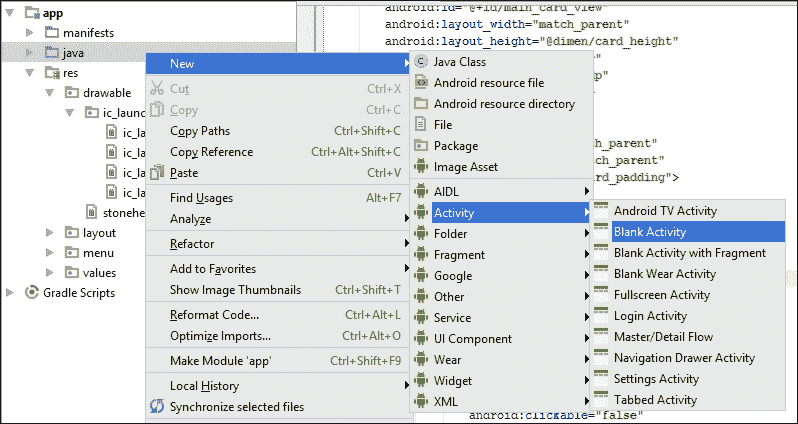 app
manifests
java
res
drawable
ic_laun
ic_la
ic_la
ic_la
ic_la
stonehe
layout
menu
values
Gradle Scripts
New
Cut Ctrl+X
Copy Ctrl+C
Copy Paths Ctrl+Shift+C
Copy Reference Ctrl+Alt+Shift+C
Paste Ctrl+V
Find Usages Alt+F7
Analyze
Refactor
Add to Favorites
Show Image Thumbnails Ctrl+Shift+T
Reformat Code... Ctrl+Alt+L
Optimize Imports... Ctrl+Alt+O
Make Module 'app' Ctrl+Shift+F9
Local History
Synchronize selected files
android:id="@+id/main_card_view"
android:layout_width="match_parent"
android:layout_height="@dimen/card_height"
p"
ch_parent"
ch_parent"
rd_padding">
android:clickable="false"
Java Class
Android resource file
Android resource directory
File
Package
Image Asset
AIDL
Activity
Folder
Fragment
Google
Other
Service
UI Component
Wear
Widget
XML
Android TV Activity
Blank Activity
Blank Activity with Fragment
Blank Wear Activity
Fullscreen Activity
Login Activity
Master/Detail Flow
Navigation Drawer Activity
Settings Activity
Tabbed Activity